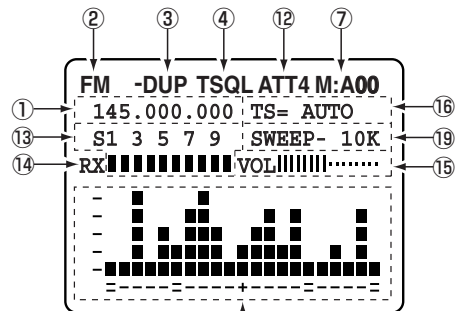 ② ③ ④ ⑫ ⑦
FM -DUP TSQL ATT4 M:A00
① 145.000.000 TS= AUTO ⑯
⑬ S1 3 5 7 9 SWEEP- 10K ⑲
⑭ RX VOL ⑮